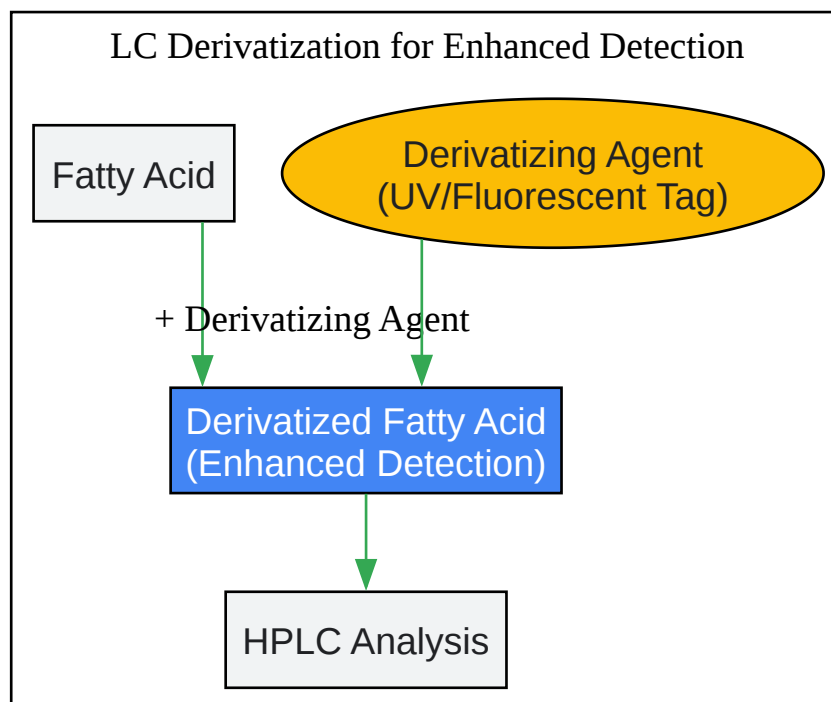 LC Derivatization for Enhanced Detection
Fatty Acid
Derivatizing Agent
(UV/Fluorescent Tag)
+ Derivatizing Agent
Derivatized Fatty Acid
(Enhanced Detection)
HPLC Analysis